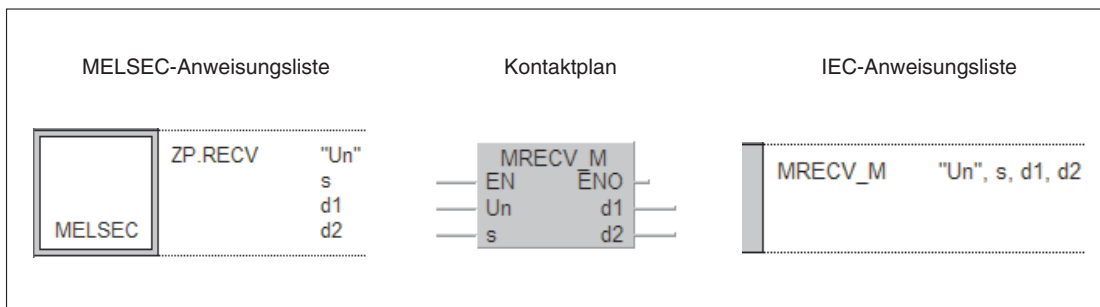 MELSEC-Anweisungsliste
MELSEC
ZP.RECV "Un"
s
d1
d2
Kontaktplan
MRECV_M
EN ENO
Un d1
s d2
IEC-Anweisungsliste
MRECV_M "Un", s, d1, d2